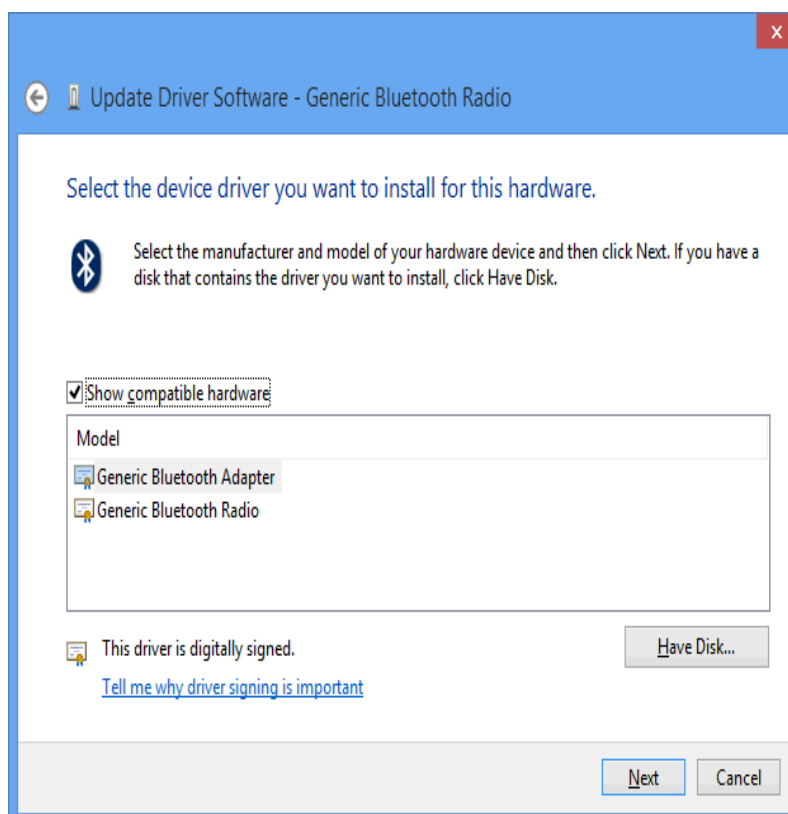 x
Update Driver Software - Generic Bluetooth Radio
Select the device driver you want to install for this hardware.
Select the manufacturer and model of your hardware device and then click Next. If you have a
disk that contains the driver you want to install, click Have Disk.
Show compatible hardware
Model
Generic Bluetooth Adapter
Generic Bluetooth Radio
This driver is digitally signed.
Have Disk...
Tell me why driver signing is important
Next
Cancel